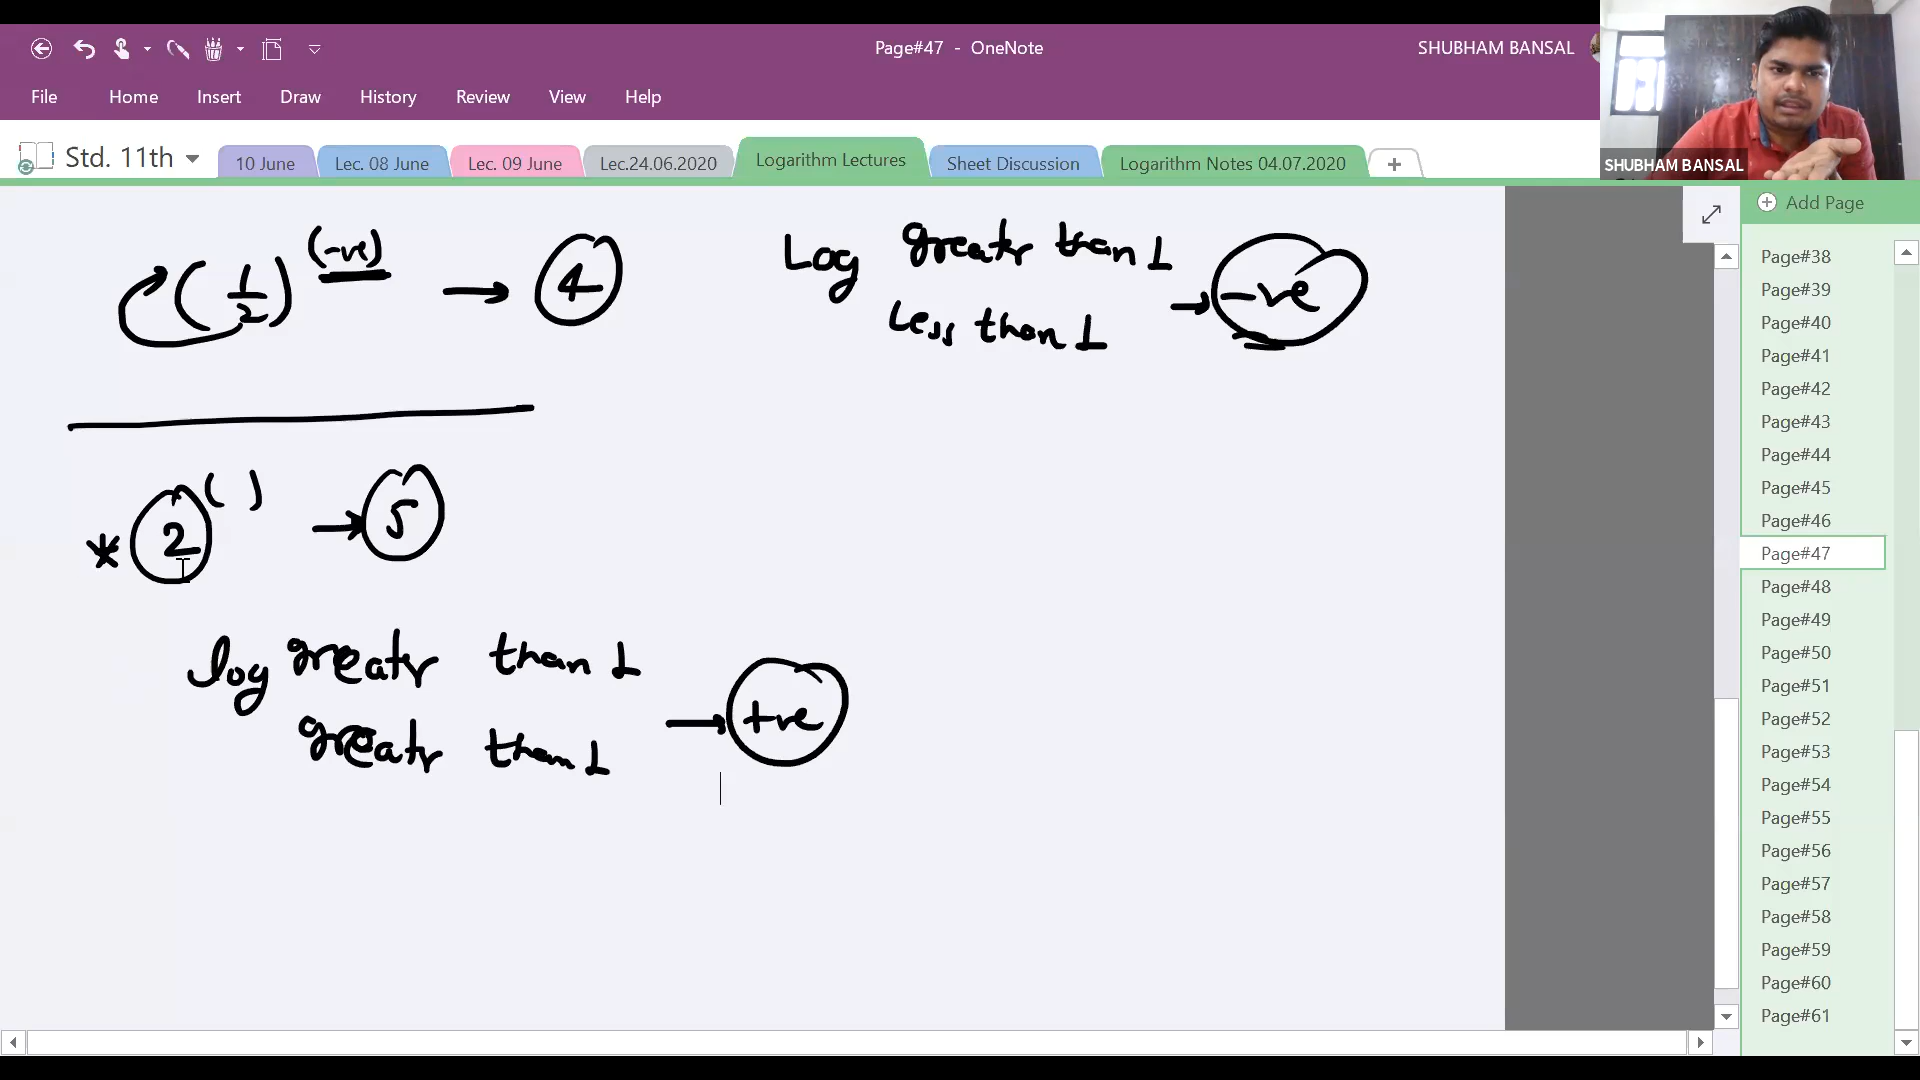 Page#47 - OneNote
SHUBHAM BANSAL
File Home Insert Draw History Review View Help
Std. 11th
10 June
Lec. 08 June
Lec. 09 June
Lec.24.06.2020
Logarithm Lectures
Sheet Discussion
Logarithm Notes 04.07.2020
+
SHUBHAM BANSAL
Add Page
(1/2)^(-ve) → 4
Log greater than 1
Less than 1 → -ve
* 2^( ) → 5
log greater than 1
greater than 1 → +ve
Page#38
Page#39
Page#40
Page#41
Page#42
Page#43
Page#44
Page#45
Page#46
Page#47
Page#48
Page#49
Page#50
Page#51
Page#52
Page#53
Page#54
Page#55
Page#56
Page#57
Page#58
Page#59
Page#60
Page#61